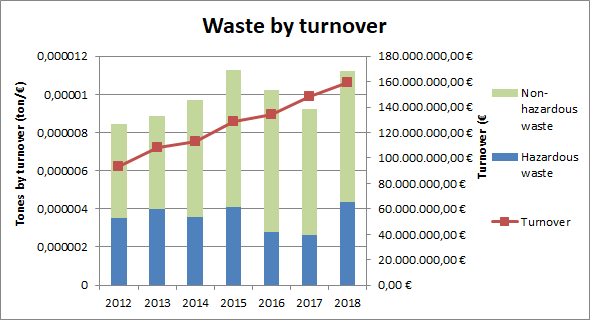 Waste by turnover
Tones by turnover (ton/€)
0,000012
0,00001
0,000008
0,000006
0,000004
0,000002
0
2012 2013 2014 2015 2016 2017 2018
180.000.000,00 €
160.000.000,00 €
140.000.000,00 €
120.000.000,00 €
100.000.000,00 €
80.000.000,00 €
60.000.000,00 €
40.000.000,00 €
20.000.000,00 €
0,00 €
Turnover (€
Non-
hazardous
waste
Hazardous
waste
Turnover